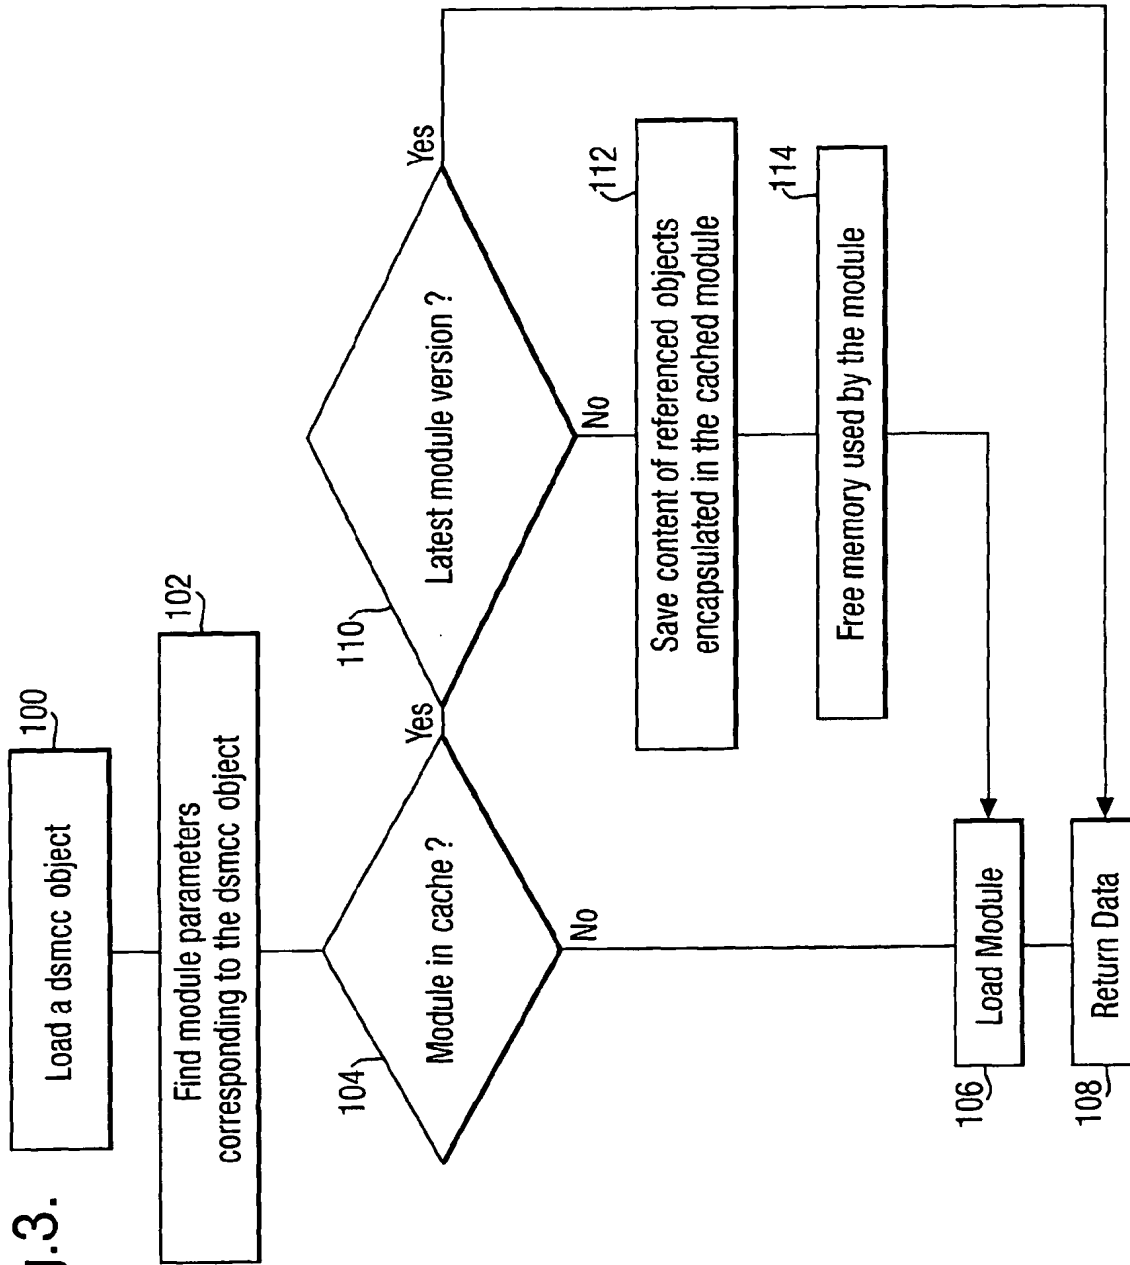 100
Load a dsmcc object
102
Find module parameters
corresponding to the dsmcc object
104
Module in cache ?
Yes
No
110
Latest module version ?
Yes
No
112
Save content of referenced objects
encapsulated in the cached module
114
Free memory used by the module
106
Load Module
108
Return Data
.3.